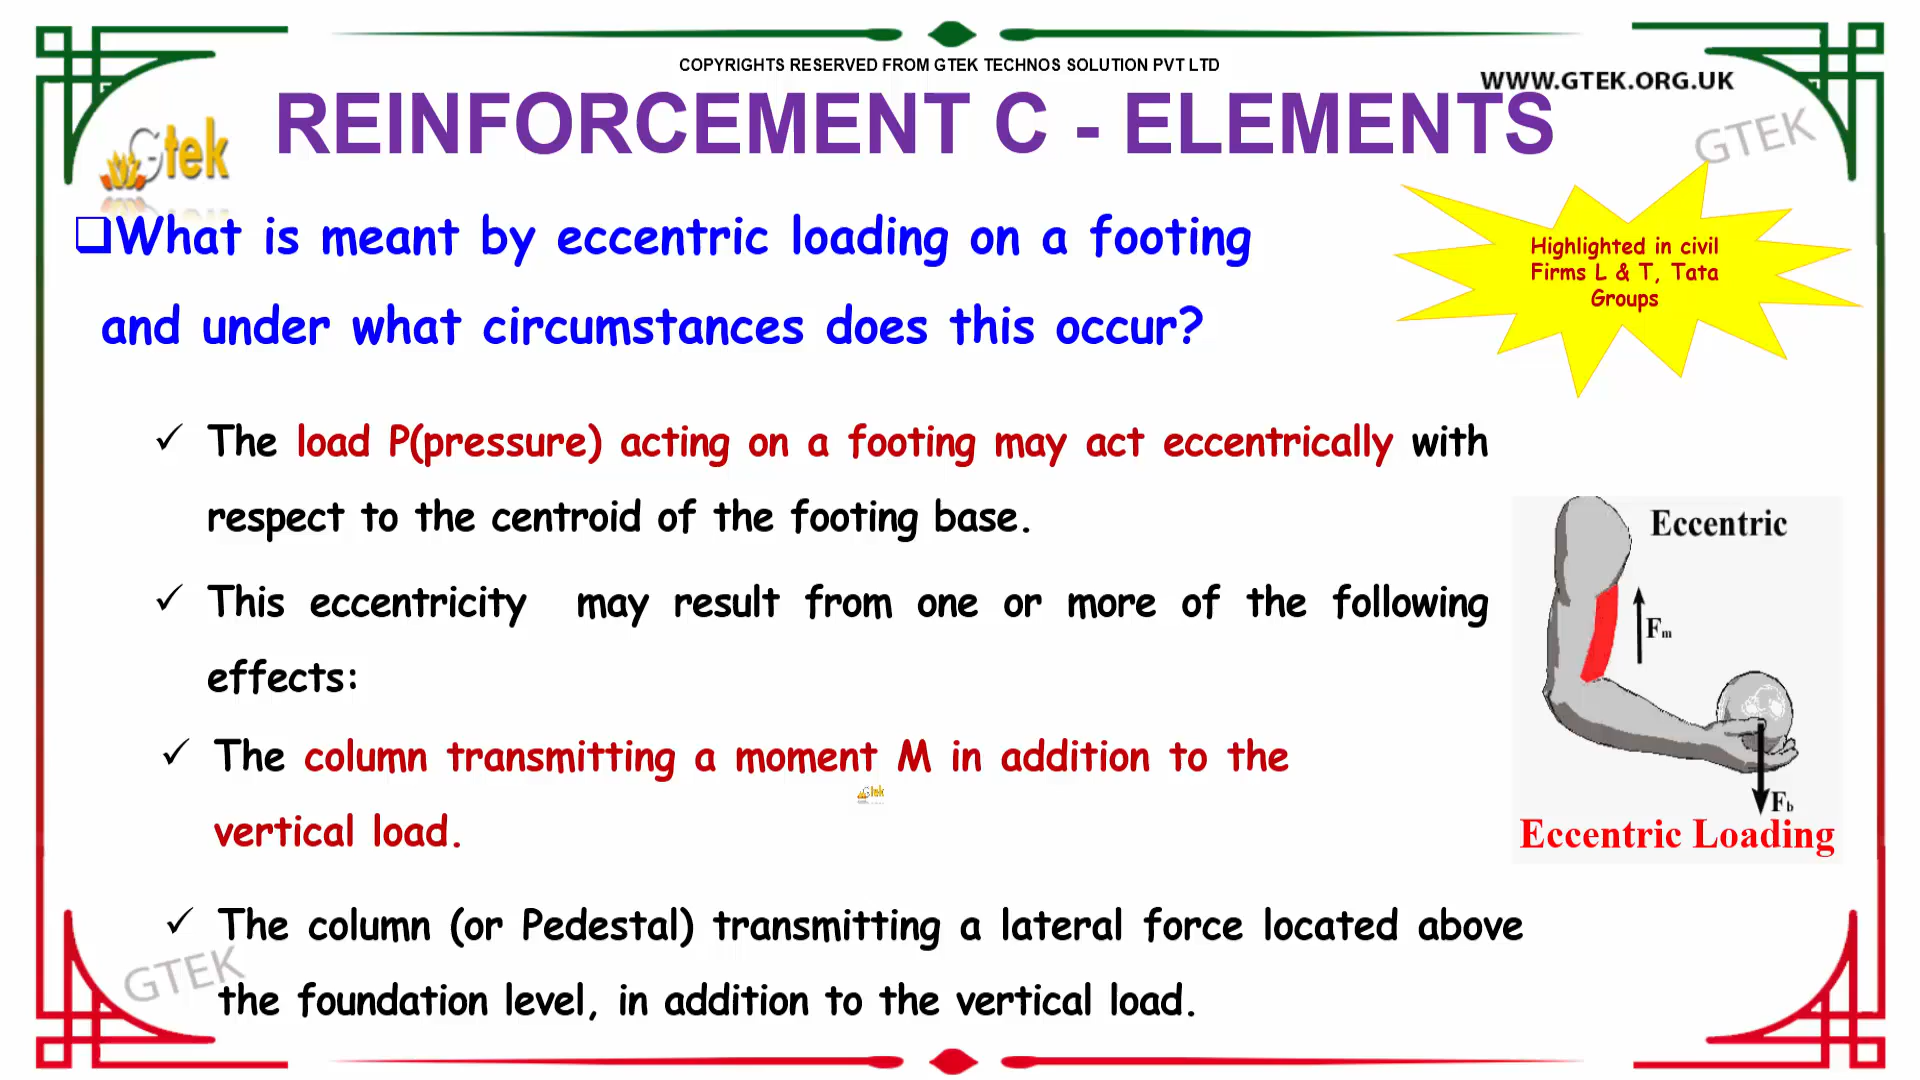 COPYRIGHTS RESERVED FROM GTEK TECHNOS SOLUTION PVT LTD
WWW.GTEK.ORG.UK
REINFORCEMENT C - ELEMENTS
Gtek
GTEK
What is meant by eccentric loading on a footing
and under what circumstances does this occur?
Highlighted in civil
Firms L & T, Tata
Groups
The load P(pressure) acting on a footing may act eccentrically with
respect to the centroid of the footing base.
This eccentricity may result from one or more of the following
effects:
The column transmitting a moment M in addition to the
vertical load.
Gtek
Eccentric
Fm
Fb
Eccentric Loading
The column (or Pedestal) transmitting a lateral force located above
the foundation level, in addition to the vertical load.
GTEK